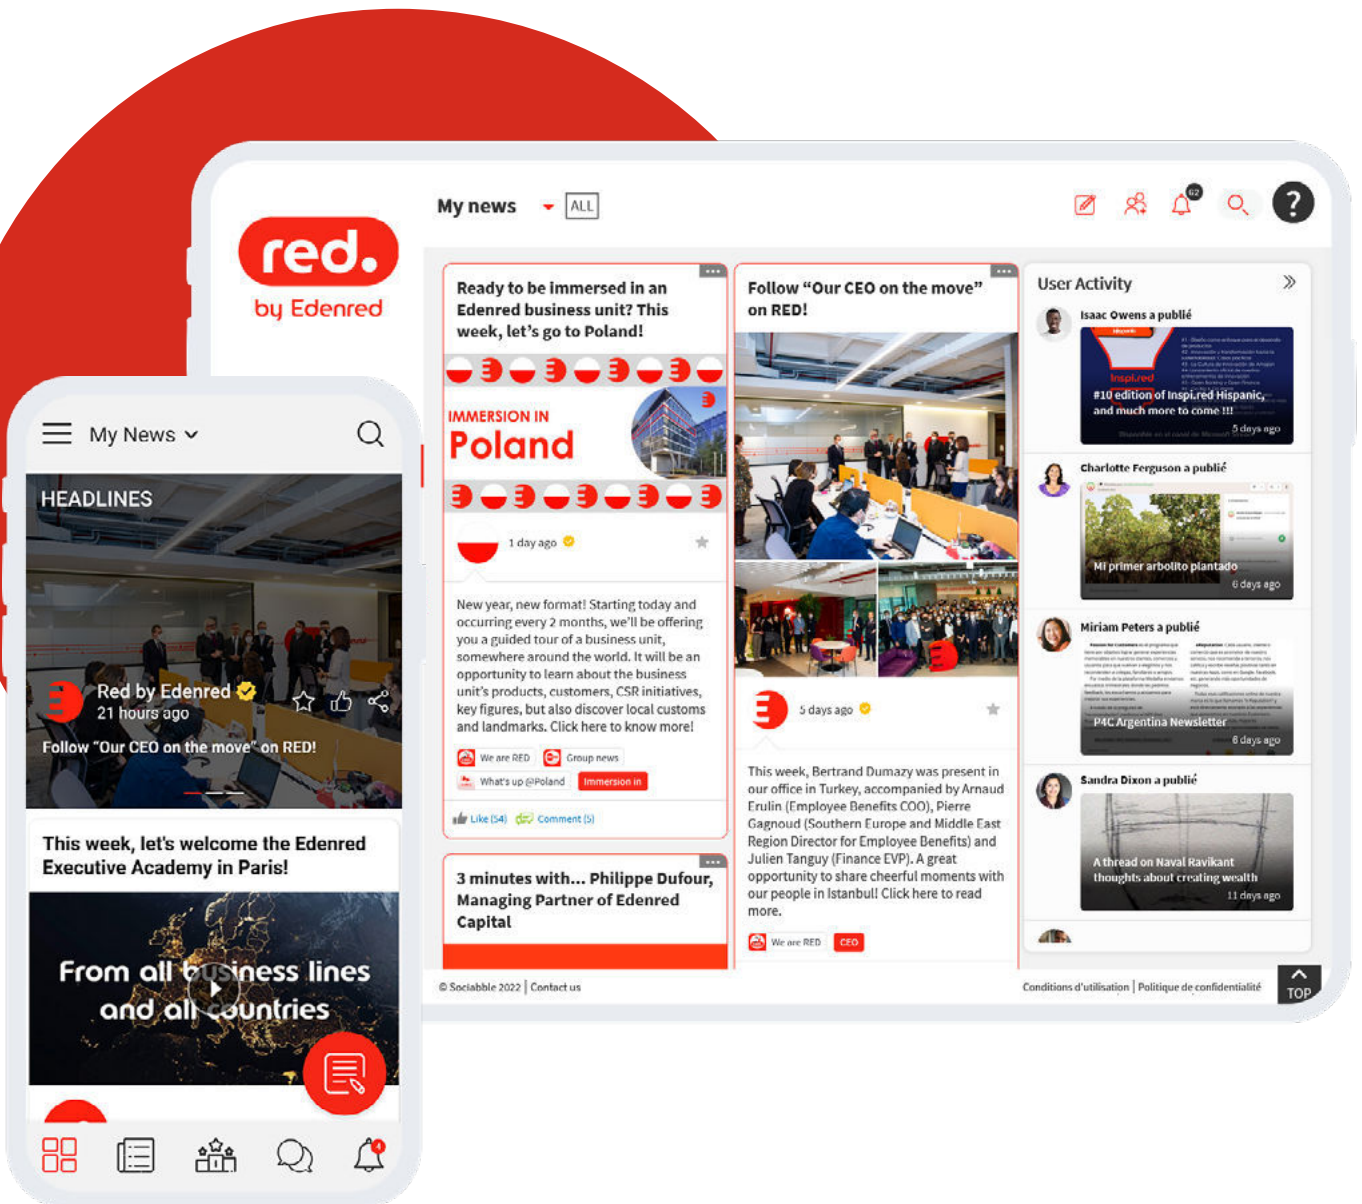 red.
by Edenred
My news
ALL
62
?
Ready to be immersed in an
Edenred business unit? This
week, let's go to Poland!
IMMERSION IN
Poland
1 day ago
New year, new format! Starting today and
occurring every 2 months, we'll be offering
you a guided tour of a business unit,
somewhere around the world. It will be an
opportunity to learn about the business
unit's products, customers, CSR initiatives,
key figures, but also discover local customs
and landmarks. Click here to know more!
We are RED
Group news
What's up @Poland
Immersion in
Like (54)
Comment (5)
3 minutes with... Philippe Dufour,
Managing Partner of Edenred
Capital
Follow “Our CEO on the move”
on RED!
5 days ago
This week, Bertrand Dumazy was present in
our office in Turkey, accompanied by Arnaud
Erulin (Employee Benefits COO), Pierre
Gagnoud (Southern Europe and Middle East
Region Director for Employee Benefits) and
Julien Tanguy (Finance EVP). A great
opportunity to share cheerful moments with
our people in Istanbul! Click here to read
more.
We are RED
CEO
User Activity
Isaac Owens a publié
Inspi.red
#10 edition of Inspi.red Hispanic,
and much more to come !!!
5 days ago
Charlotte Ferguson a publié
Mi primer arbolito plantado
6 days ago
Miriam Peters a publié
P4C Argentina Newsletter
6 days ago
Sandra Dixon a publié
A thread on Naval Ravikant
thoughts about creating wealth
11 days ago
© Sociabble 2022 | Contact us
Conditions d'utilisation | Politique de confidentialité
TOP
My News
HEADLINES
Red by Edenred
21 hours ago
Follow “Our CEO on the move” on RED!
This week, let's welcome the Edenred
Executive Academy in Paris!
From all business lines
and all countries
4